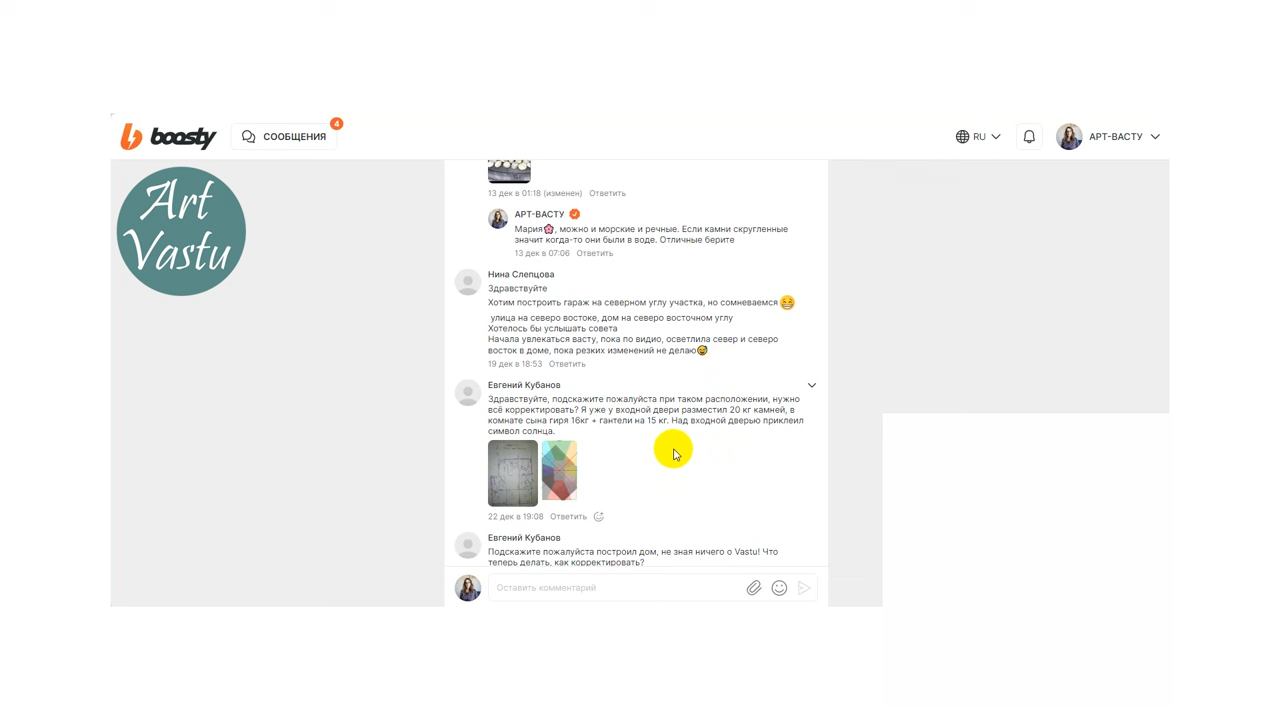 boosty
СООБЩЕНИЯ
4
RU
АРТ-ВАСТУ
Art
Vastu
13 дек в 01:18 (изменен) Ответить
АРТ-ВАСТУ
Мария🌸, можно и морские и речные. Если камни скругленные
значит когда-то они были в воде. Отличные берите
13 дек в 07:06 Ответить
Нина Слепцова
Здравствуйте
Хотим построить гараж на северном углу участка, но сомневаемся😁
улица на северо востоке, дом на северо восточном углу
Хотелось бы услышать совета
Начала увлекаться васту, пока по видио, осветлила север и северо
восток в доме, пока резких изменений не делаю😅
19 дек в 18:53 Ответить
Евгений Кубанов
Здравствуйте, подскажите пожалуйста при таком расположении, нужно
всё корректировать? Я уже у входной двери разместил 20 кг камней, в
комнате сына гиря 16кг + гантели на 15 кг. Над входной дверью приклеил
символ солнца.
22 дек в 19:08 Ответить
Евгений Кубанов
Подскажите пожалуйста построил дом, не зная ничего о Vastu! Что
теперь делать, как корректировать?
Оставить комментарий